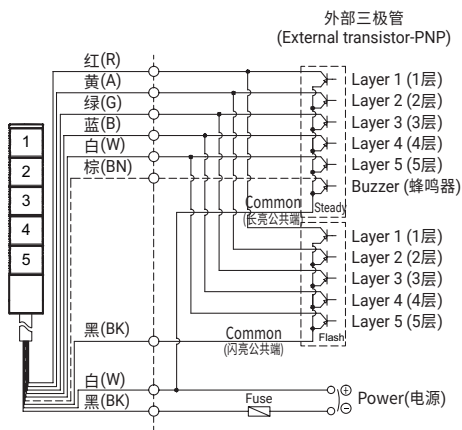 外部三极管
(External transistor-PNP)
红(R)
黄(A)
绿(G)
蓝(B)
白(W)
棕(BN)
Layer 1 (1层)
Layer 2 (2层)
Layer 3 (3层)
Layer 4 (4层)
Layer 5 (5层)
Buzzer (蜂鸣器)
1
2
3
4
5
Common
(长亮公共端)
Steady
Layer 1 (1层)
Layer 2 (2层)
Layer 3 (3层)
Layer 4 (4层)
Layer 5 (5层)
黑(BK)
Common
(闪亮公共端)
Flash
白(W)
黑(BK)
Fuse
⊕
⊖
Power(电源)